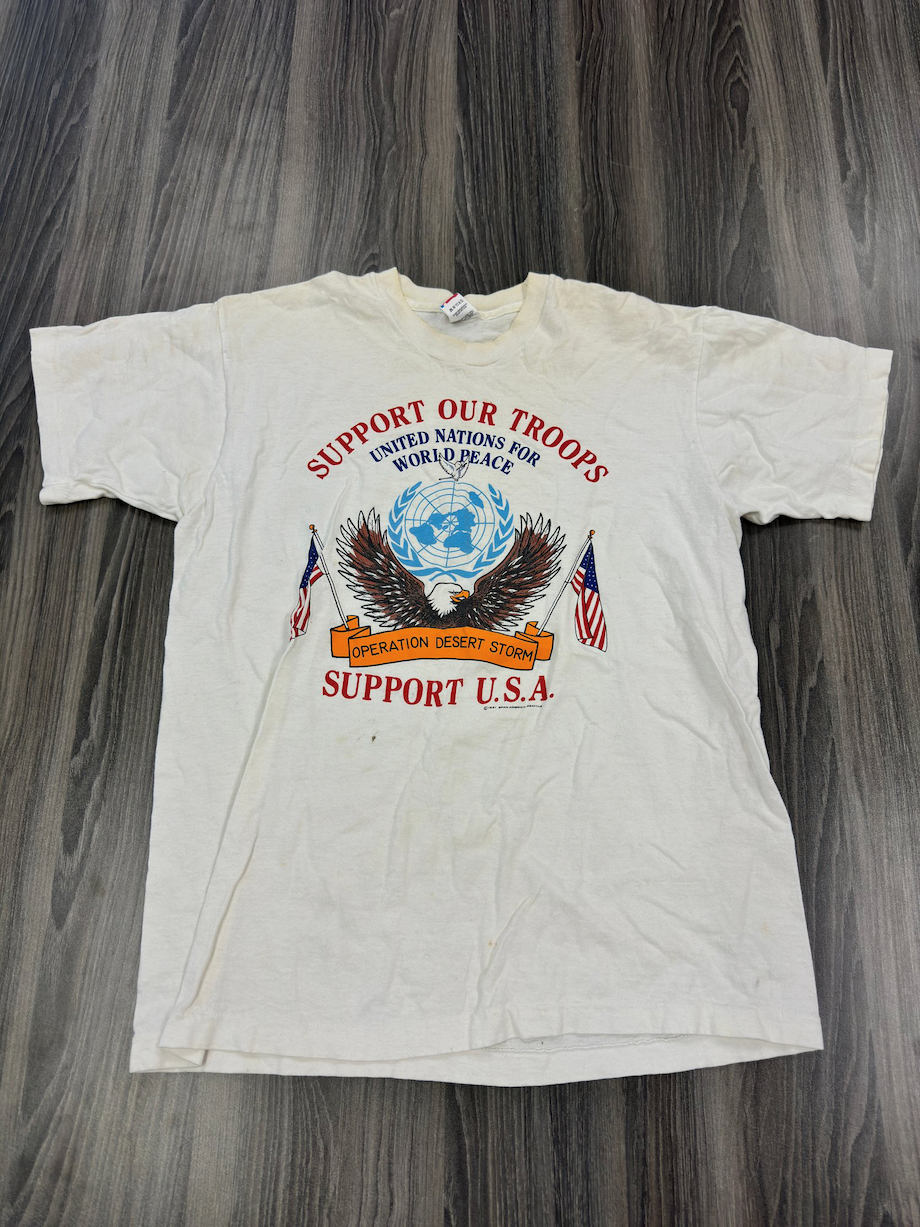 SUPPORT OUR TROOPS
UNITED NATIONS FOR
WORLD PEACE
OPERATION DESERT STORM
SUPPORT U.S.A.